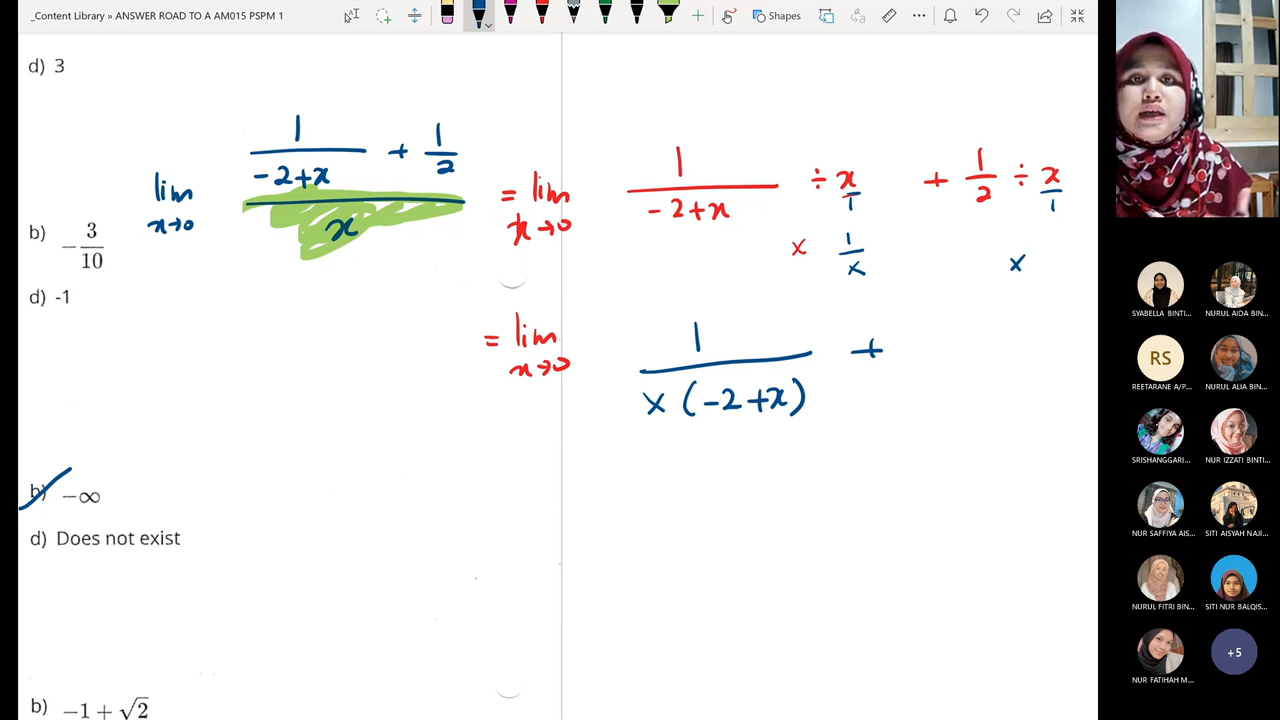 _Content Library » ANSWER ROAD TO A AM015 PSPM 1
Shapes
d) 3
lim x→0
1
-2+x
+ 1/2
x
= lim x→0
1
-2+x
÷ x/1
+ 1/2 ÷ x/1
× 1/x
×
b) -3/10
d) -1
= lim x→0
1
x(-2+x)
+
b) -∞
d) Does not exist
b) -1 + √2
SYABELLA BINTI...
NURUL AIDA BIN...
RS
REETARANE A/P...
NURUL ALIA BIN...
SRISHANGGARI...
NUR IZZATI BINTI...
NUR SAFFIYA AIS...
SITI AISYAH NAJI...
NURUL FITRI BIN...
SITI NUR BALQIS...
NUR FATIHAH M...
+5